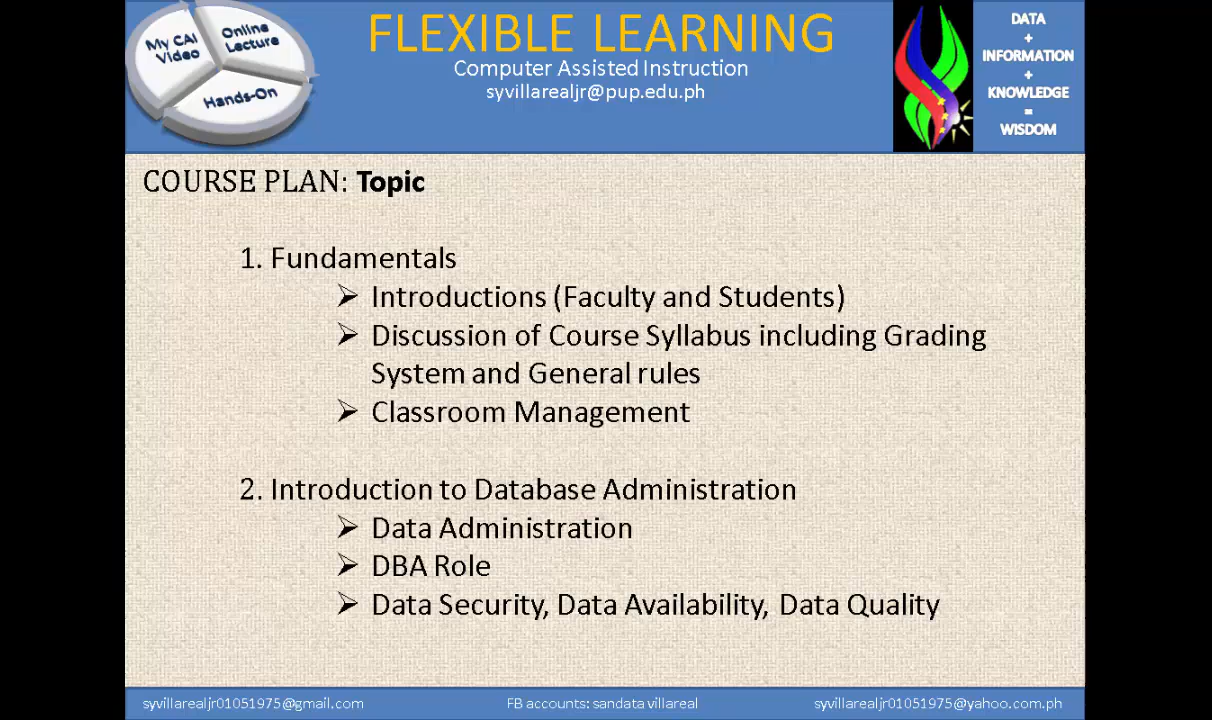 My CAI
Video
Online
Lecture
Hands-On
FLEXIBLE LEARNING
Computer Assisted Instruction
syvillarealjr@pup.edu.ph
DATA
+
INFORMATION
+
KNOWLEDGE
=
WISDOM
COURSE PLAN: Topic
1. Fundamentals
➢ Introductions (Faculty and Students)
➢ Discussion of Course Syllabus including Grading
System and General rules
➢ Classroom Management
2. Introduction to Database Administration
➢ Data Administration
➢ DBA Role
➢ Data Security, Data Availability, Data Quality
syvillarealjr01051975@gmail.com
FB accounts: sandata villareal
syvillarealjr01051975@yahoo.com.ph